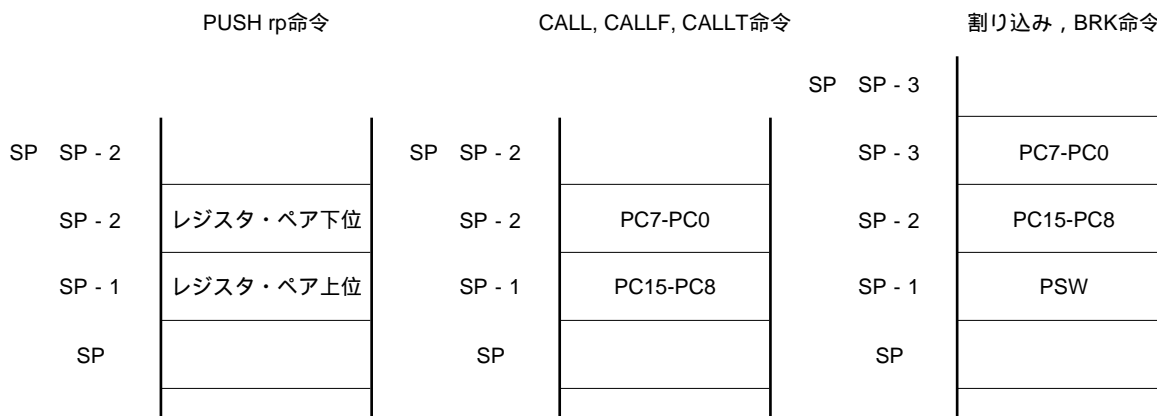 PUSH rp命令
CALL, CALLF, CALLT命令
割り込み , BRK命令
SP SP - 3
SP SP - 2
SP SP - 2
SP - 3
PC7-PC0
SP - 2
レジスタ・ペア下位
SP - 2
PC7-PC0
SP - 2
PC15-PC8
SP - 1
レジスタ・ペア上位
SP - 1
PC15-PC8
SP - 1
PSW
SP
SP
SP